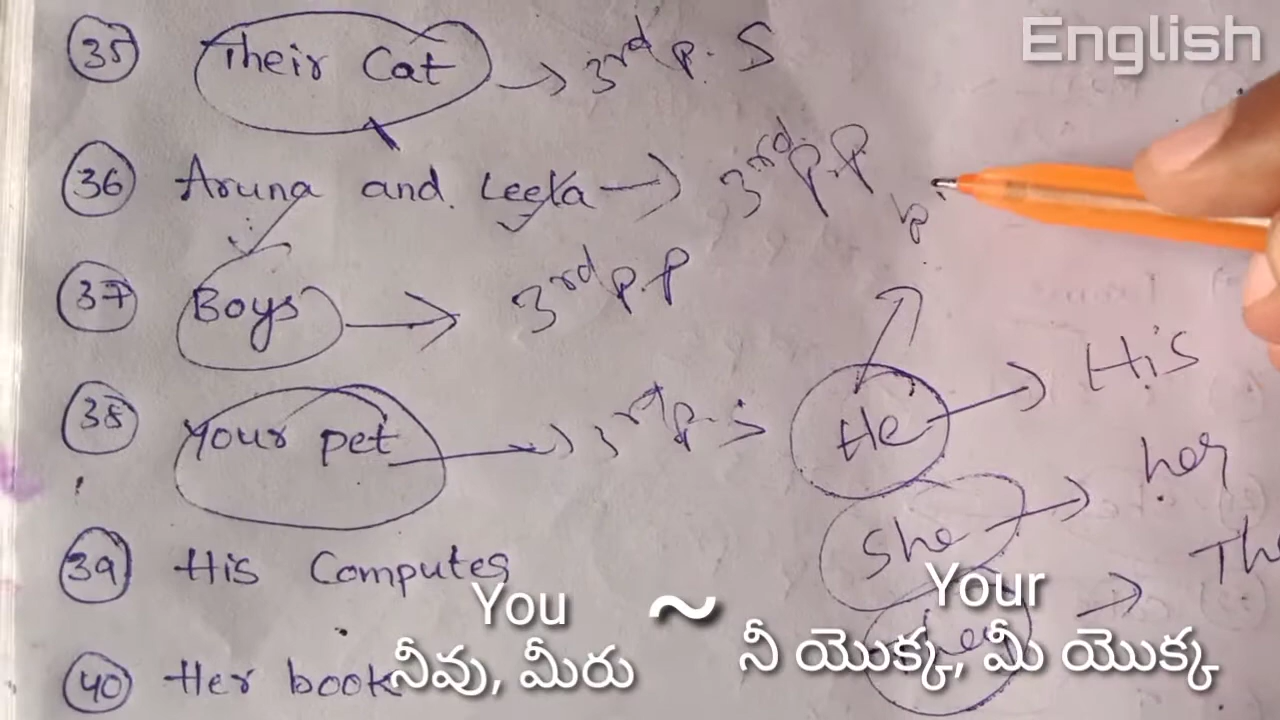 English
35 Their Cat → 3rd p. S
36 Aruna and Leela → 3rd p.p
37 Boys → 3rd p.p
38 Your pet → 3rd p.s
He → His
She → her
39 His Computer
40 Her book
You ~ Your
నీవు, మీరు నీ యొక్క, మీ యొక్క